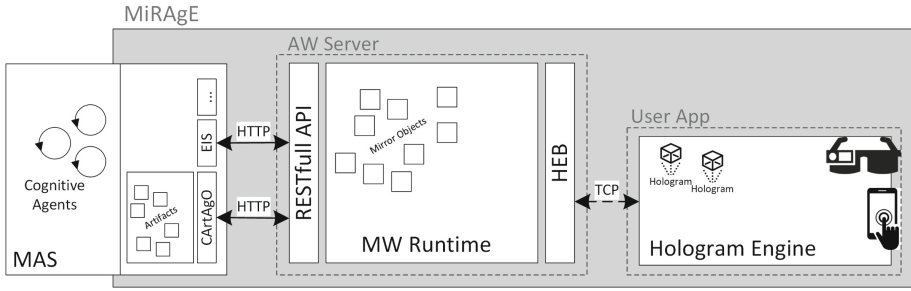 MiRAgE
AW Server
User App
MAS
Cognitive
Agents
Artifacts
...
EIS
CArtAgO
HTTP
HTTP
RESTfull API
Mirror Objects
MW Runtime
HEB
TCP
Hologram
Hologram
Hologram Engine